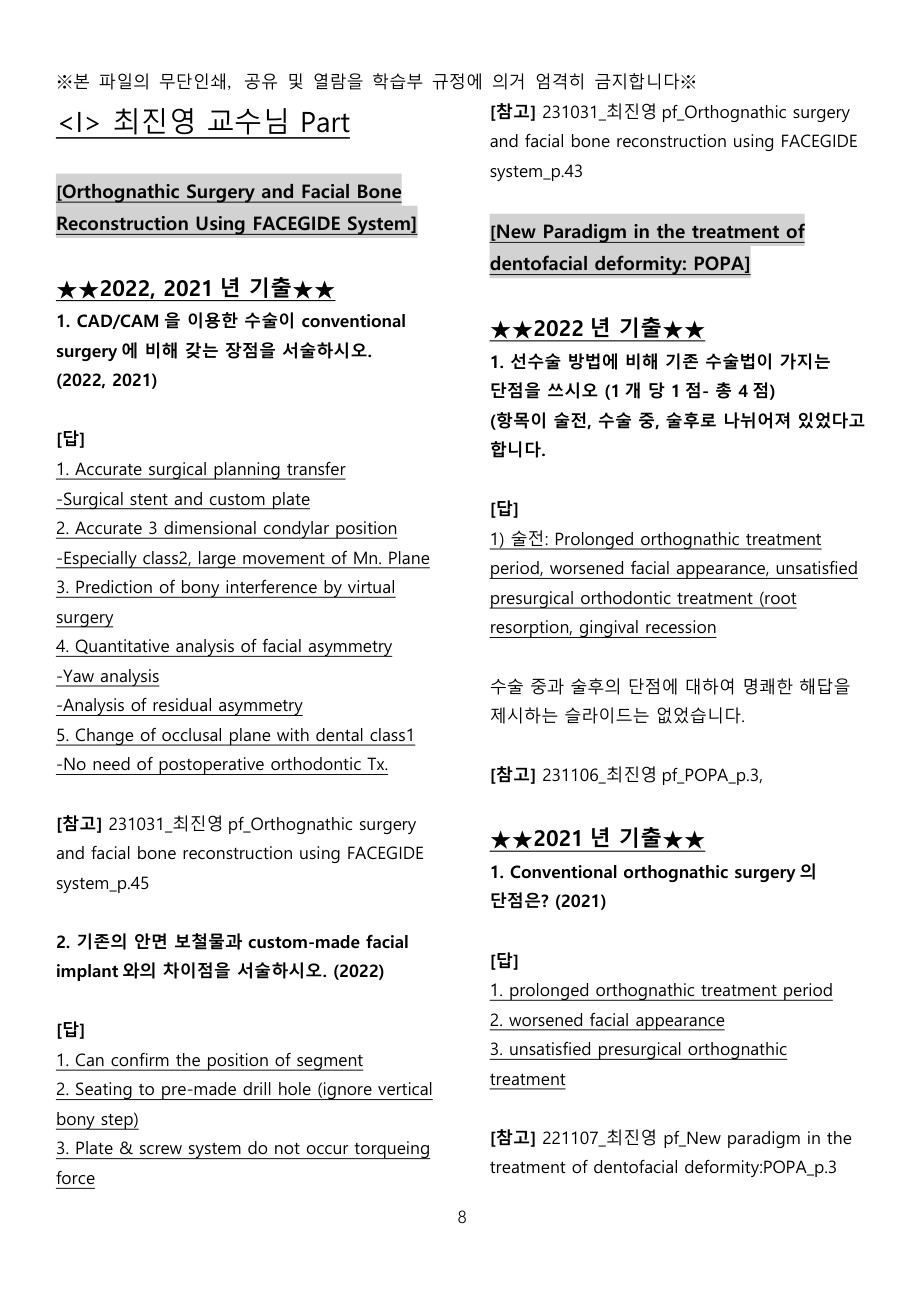 ※본 파일의 무단인쇄, 공유 및 열람을 학습부 규정에 의거 엄격히 금지합니다※
<I> 최진영 교수님 Part
[Orthognathic Surgery and Facial Bone
Reconstruction Using FACEGIDE System]
★★2022, 2021 년 기출★★
1. CAD/CAM 을 이용한 수술이 conventional
surgery 에 비해 갖는 장점을 서술하시오.
(2022, 2021)
[답]
1. Accurate surgical planning transfer
-Surgical stent and custom plate
2. Accurate 3 dimensional condylar position
-Especially class2, large movement of Mn. Plane
3. Prediction of bony interference by virtual
surgery
4. Quantitative analysis of facial asymmetry
-Yaw analysis
-Analysis of residual asymmetry
5. Change of occlusal plane with dental class1
-No need of postoperative orthodontic Tx.
[참고] 231031_최진영 pf_Orthognathic surgery
and facial bone reconstruction using FACEGIDE
system_p.45
2. 기존의 안면 보철물과 custom-made facial
implant 와의 차이점을 서술하시오. (2022)
[답]
1. Can confirm the position of segment
2. Seating to pre-made drill hole (ignore vertical
bony step)
3. Plate & screw system do not occur torqueing
force
[참고] 231031_최진영 pf_Orthognathic surgery
and facial bone reconstruction using FACEGIDE
system_p.43
[New Paradigm in the treatment of
dentofacial deformity: POPA]
★★2022 년 기출★★
1. 선수술 방법에 비해 기존 수술법이 가지는
단점을 쓰시오 (1 개 당 1 점- 총 4 점)
(항목이 술전, 수술 중, 술후로 나뉘어져 있었다고
합니다.
[답]
1) 술전: Prolonged orthognathic treatment
period, worsened facial appearance, unsatisfied
presurgical orthodontic treatment (root
resorption, gingival recession
수술 중과 술후의 단점에 대하여 명쾌한 해답을
제시하는 슬라이드는 없었습니다.
[참고] 231106_최진영 pf_POPA_p.3,
★★2021 년 기출★★
1. Conventional orthognathic surgery 의
단점은? (2021)
[답]
1. prolonged orthognathic treatment period
2. worsened facial appearance
3. unsatisfied presurgical orthognathic
treatment
[참고] 221107_최진영 pf_New paradigm in the
treatment of dentofacial deformity:POPA_p.3
8